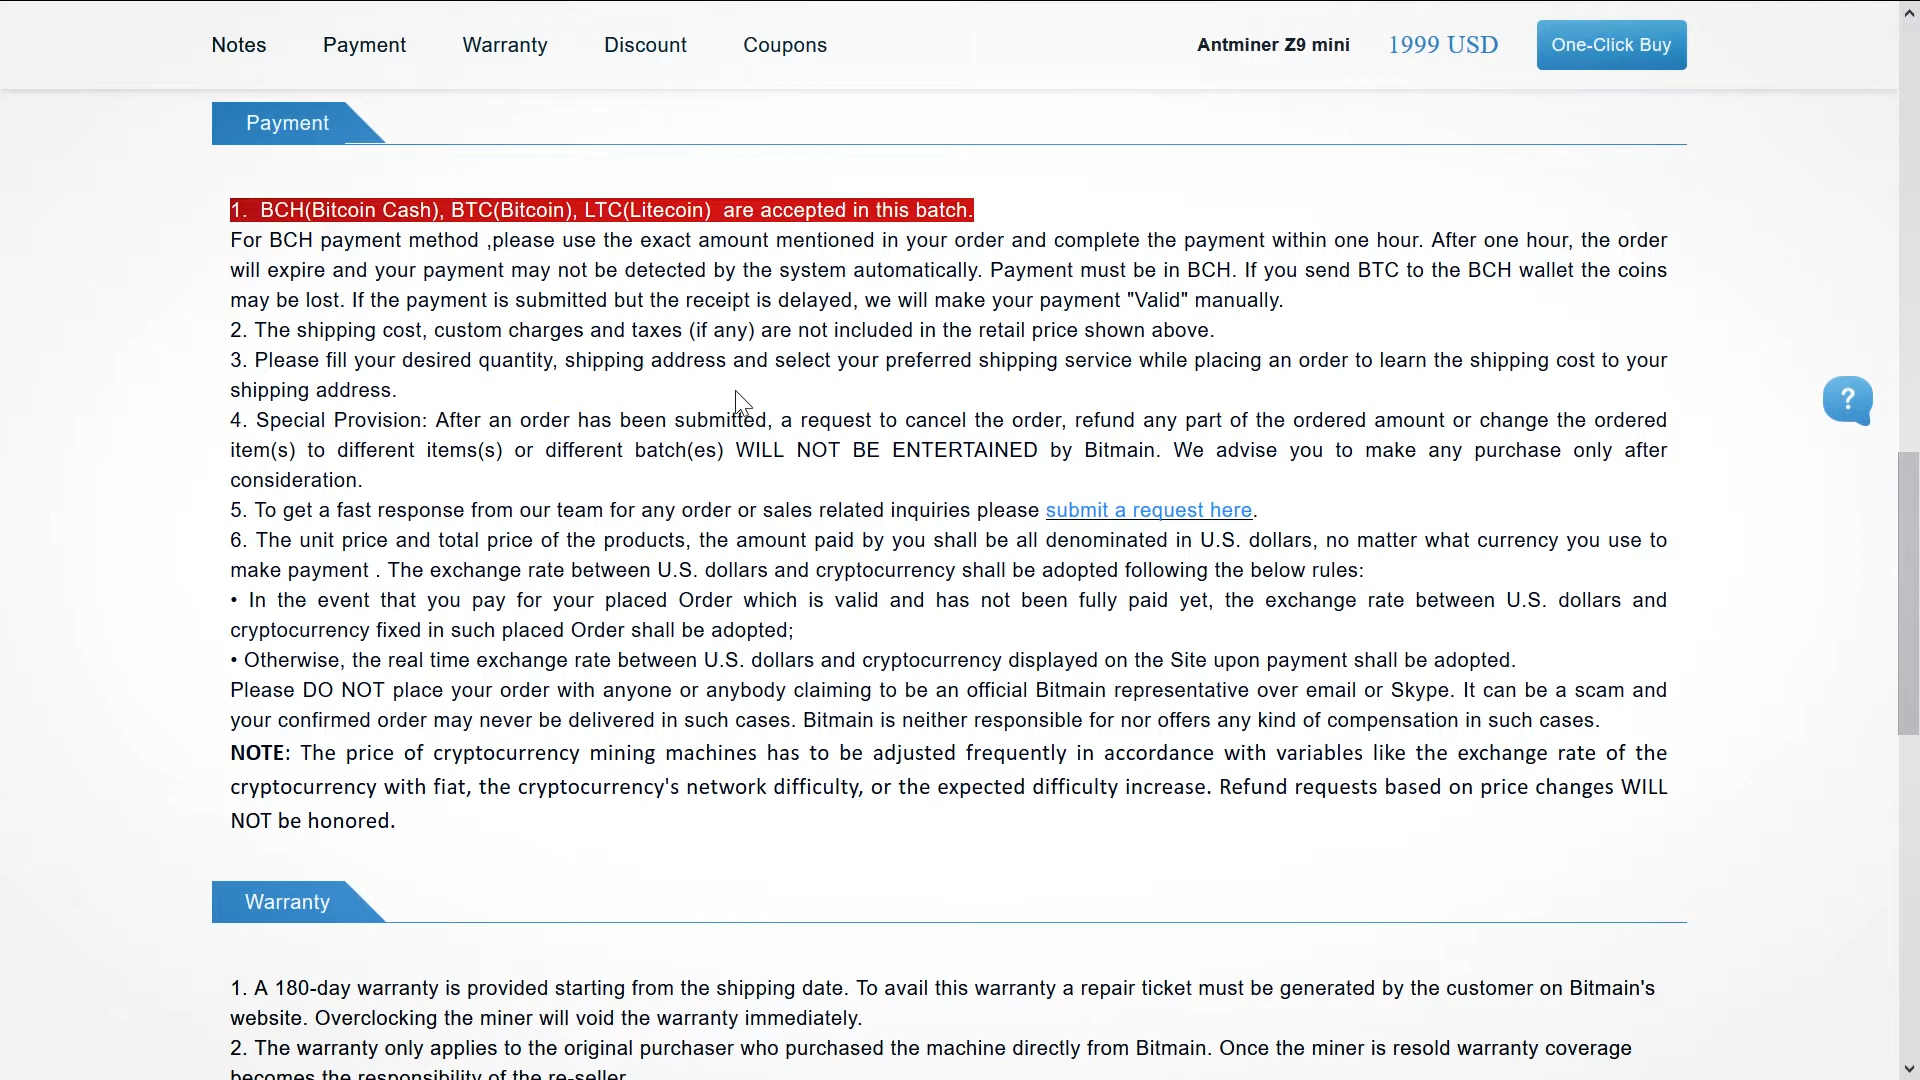 Notes Payment Warranty Discount Coupons Antminer Z9 mini 1999 USD One-Click Buy
Payment
1. BCH(Bitcoin Cash), BTC(Bitcoin), LTC(Litecoin) are accepted in this batch.
For BCH payment method ,please use the exact amount mentioned in your order and complete the payment within one hour. After one hour, the order
will expire and your payment may not be detected by the system automatically. Payment must be in BCH. If you send BTC to the BCH wallet the coins
may be lost. If the payment is submitted but the receipt is delayed, we will make your payment "Valid" manually.
2. The shipping cost, custom charges and taxes (if any) are not included in the retail price shown above.
3. Please fill your desired quantity, shipping address and select your preferred shipping service while placing an order to learn the shipping cost to your
shipping address.
4. Special Provision: After an order has been submitted, a request to cancel the order, refund any part of the ordered amount or change the ordered
item(s) to different items(s) or different batch(es) WILL NOT BE ENTERTAINED by Bitmain. We advise you to make any purchase only after
consideration.
5. To get a fast response from our team for any order or sales related inquiries please submit a request here.
6. The unit price and total price of the products, the amount paid by you shall be all denominated in U.S. dollars, no matter what currency you use to
make payment . The exchange rate between U.S. dollars and cryptocurrency shall be adopted following the below rules:
• In the event that you pay for your placed Order which is valid and has not been fully paid yet, the exchange rate between U.S. dollars and
cryptocurrency fixed in such placed Order shall be adopted;
• Otherwise, the real time exchange rate between U.S. dollars and cryptocurrency displayed on the Site upon payment shall be adopted.
Please DO NOT place your order with anyone or anybody claiming to be an official Bitmain representative over email or Skype. It can be a scam and
your confirmed order may never be delivered in such cases. Bitmain is neither responsible for nor offers any kind of compensation in such cases.
NOTE: The price of cryptocurrency mining machines has to be adjusted frequently in accordance with variables like the exchange rate of the
cryptocurrency with fiat, the cryptocurrency's network difficulty, or the expected difficulty increase. Refund requests based on price changes WILL
NOT be honored.
?
Warranty
1. A 180-day warranty is provided starting from the shipping date. To avail this warranty a repair ticket must be generated by the customer on Bitmain's
website. Overclocking the miner will void the warranty immediately.
2. The warranty only applies to the original purchaser who purchased the machine directly from Bitmain. Once the miner is resold warranty coverage
becomes the responsibility of the re-seller.